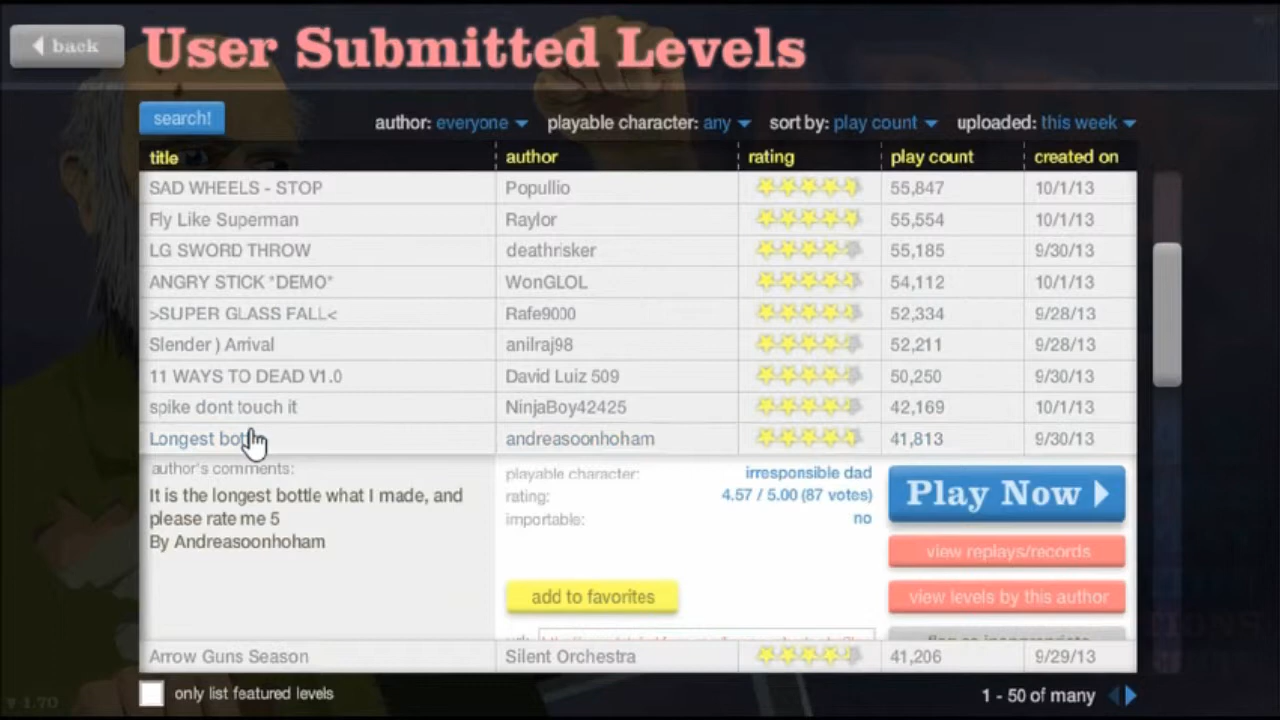 back
User Submitted Levels
search!
author: everyone playable character: any sort by: play count uploaded: this week
title author rating play count created on
SAD WHEELS - STOP Popullio 55,847 10/1/13
Fly Like Superman Raylor 55,554 10/1/13
LG SWORD THROW deathrisker 55,185 9/30/13
ANGRY STICK *DEMO* WonGLOL 54,112 10/1/13
>SUPER GLASS FALL< Rafe9000 52,334 9/28/13
Slender ) Arrival anilraj98 52,211 9/28/13
11 WAYS TO DEAD V1.0 David Luiz 509 50,250 9/30/13
spike dont touch it NinjaBoy42425 42,169 10/1/13
Longest andreasoonhoham 41,813 9/30/13
author's comments:
It is the longest bottle what I made, and
please rate me 5
By Andreasoonhoham
playable character: irresponsible dad
rating: 4.57 / 5.00 (87 votes)
importable: no
add to favorites
Play Now
view replays/records
view levels by this author
Arrow Guns Season Silent Orchestra 41,206 9/29/13
only list featured levels
1 - 50 of many
v 1.70